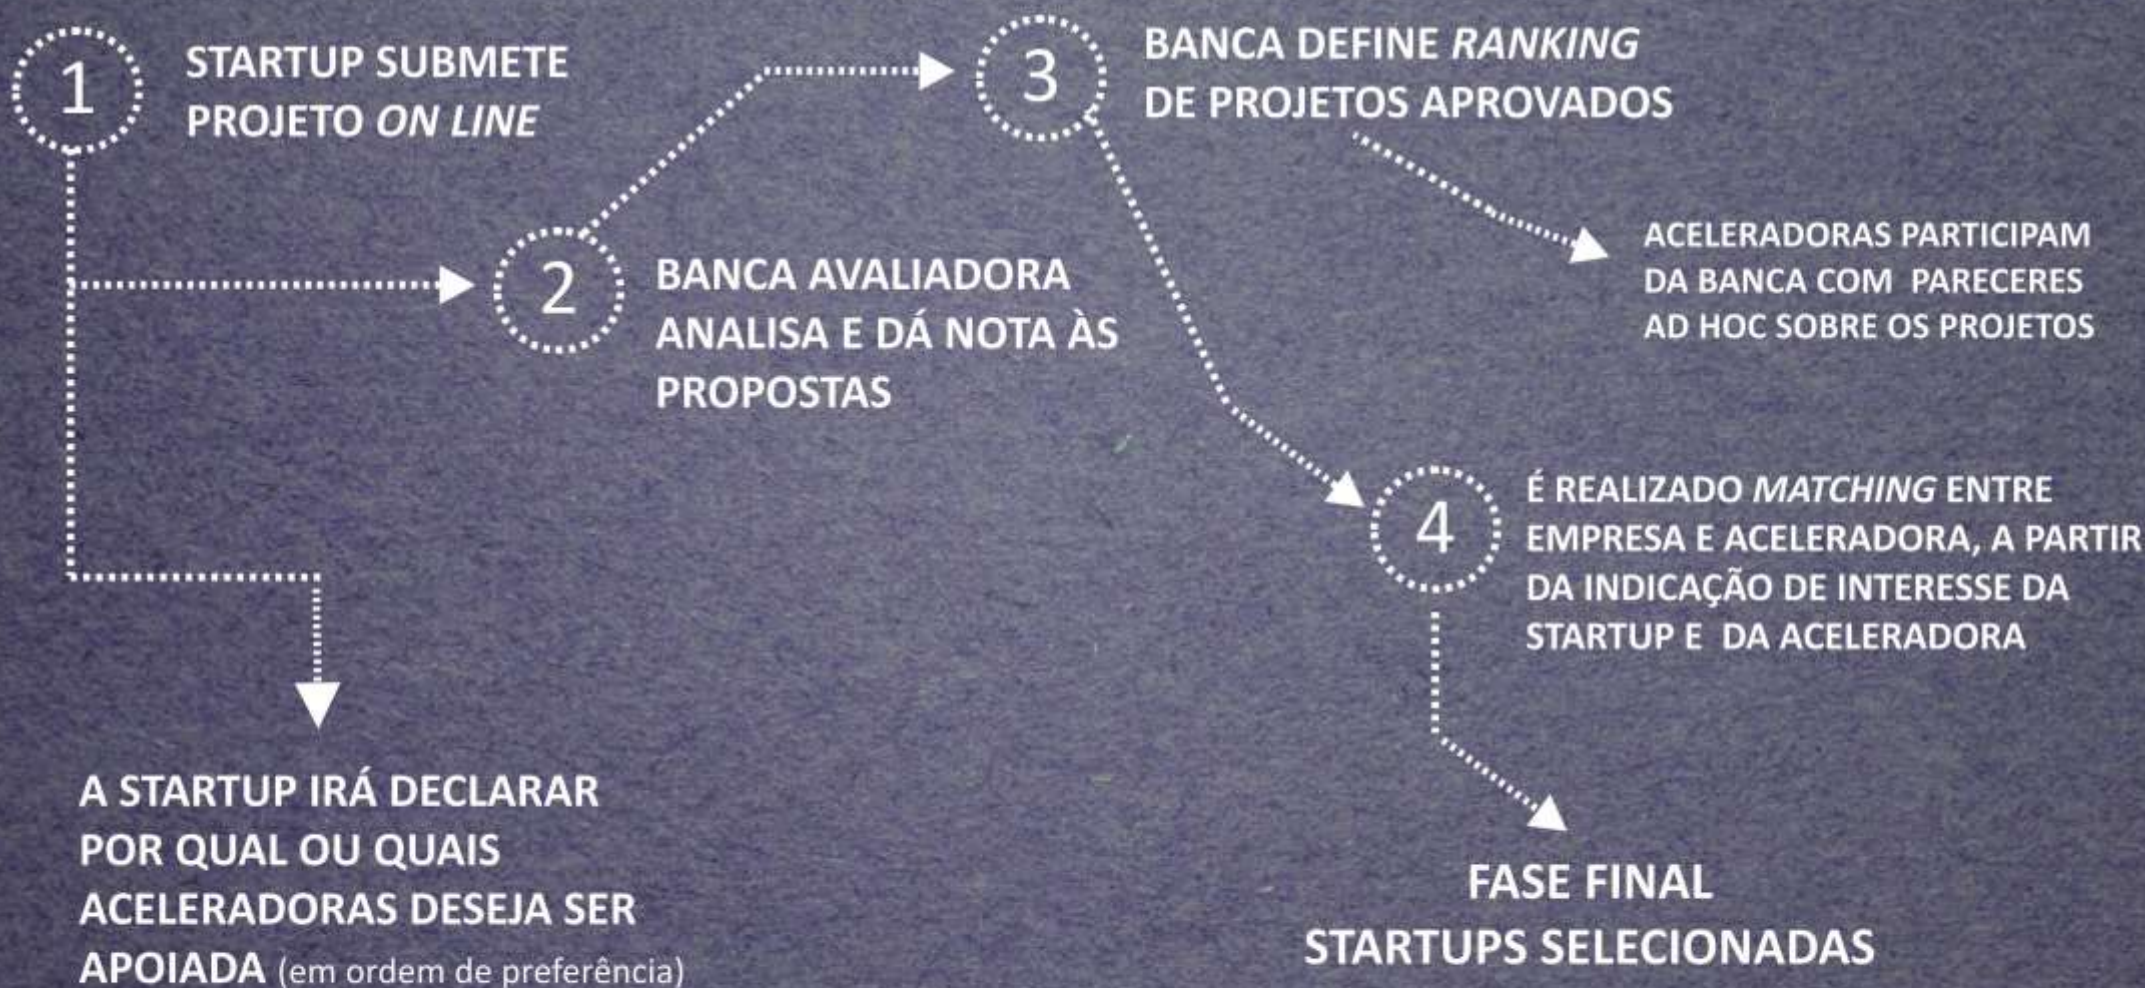 1
STARTUP SUBMETE
PROJETO ON LINE
2
BANCA AVALIADORA
ANALISA E DÁ NOTA ÀS
PROPOSTAS
3
BANCA DEFINE RANKING
DE PROJETOS APROVADOS
ACELERADORAS PARTICIPAM
DA BANCA COM PARECERES
AD HOC SOBRE OS PROJETOS
4
É REALIZADO MATCHING ENTRE
EMPRESA E ACELERADORA, A PARTIR
DA INDICAÇÃO DE INTERESSE DA
STARTUP E DA ACELERADORA
A STARTUP IRÁ DECLARAR
POR QUAL OU QUAIS
ACELERADORAS DESEJA SER
APOIADA (em ordem de preferência)
FASE FINAL
STARTUPS SELECIONADAS